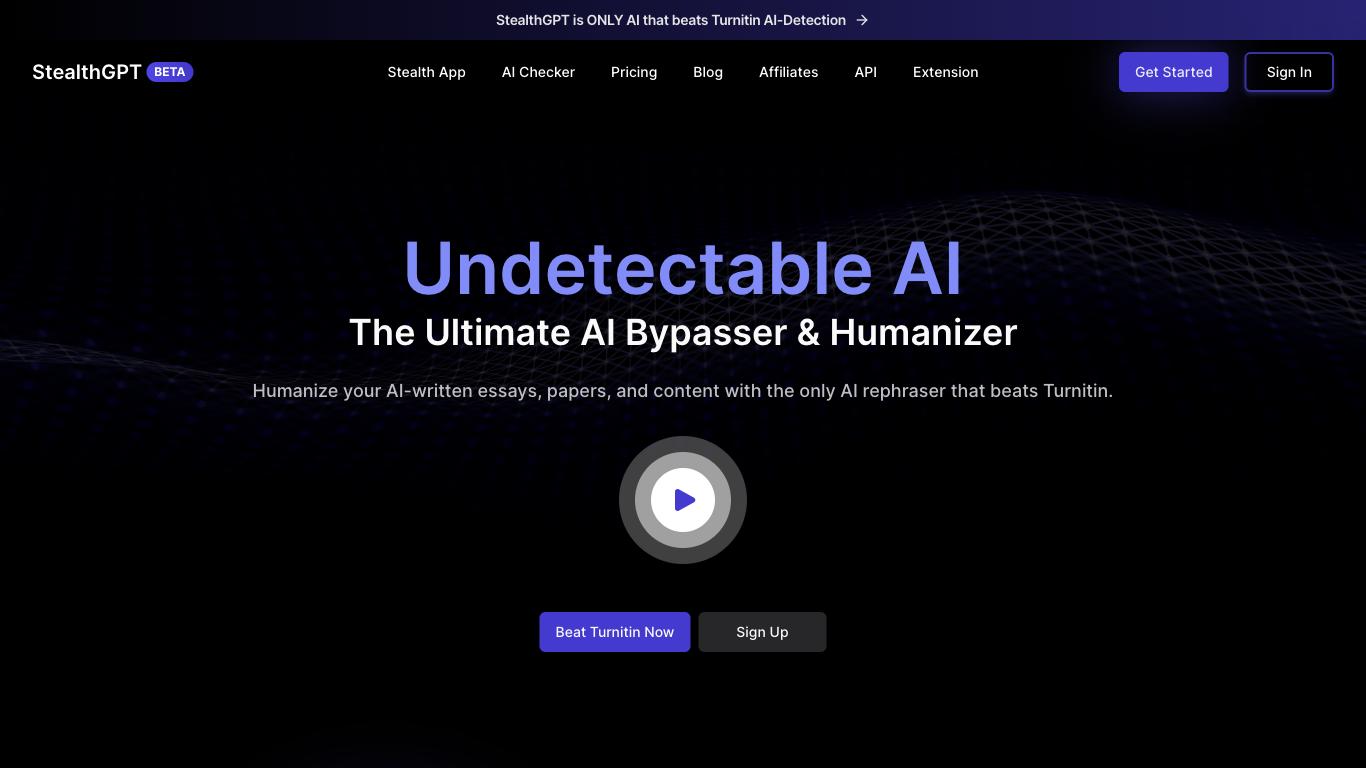 StealthGPT is ONLY AI that beats Turnitin AI-Detection →
StealthGPT BETA
Stealth App
AI Checker
Pricing
Blog
Affiliates
API
Extension
Get Started
Sign In
Undetectable AI
The Ultimate AI Bypasser & Humanizer
Humanize your AI-written essays, papers, and content with the only AI rephraser that beats Turnitin.
Beat Turnitin Now
Sign Up